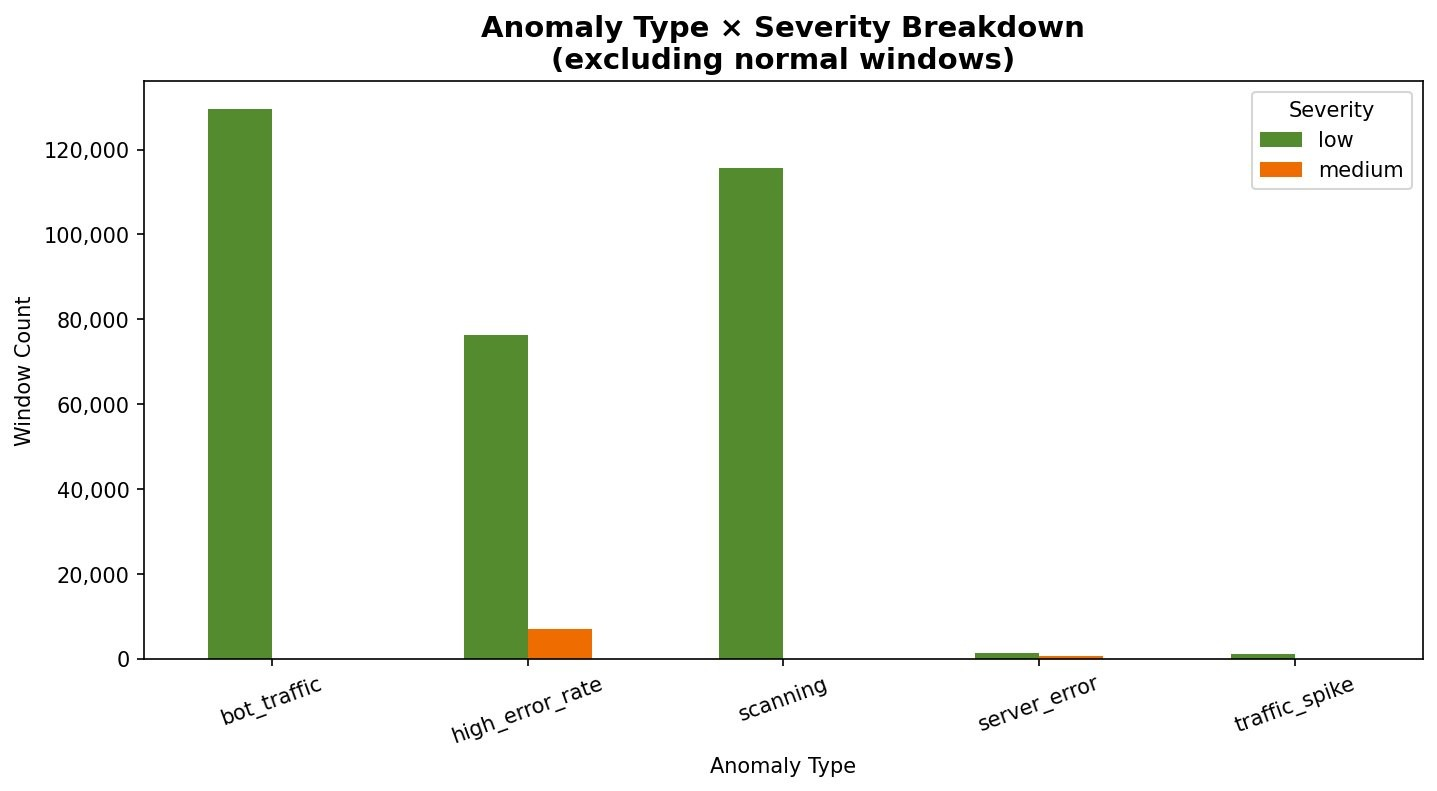 Anomaly Type × Severity Breakdown
(excluding normal windows)
Severity
low
medium
120,000
100,000
80,000
60,000
40,000
20,000
0
Window Count
bot_traffic
high_error_rate
scanning
server_error
traffic_spike
Anomaly Type